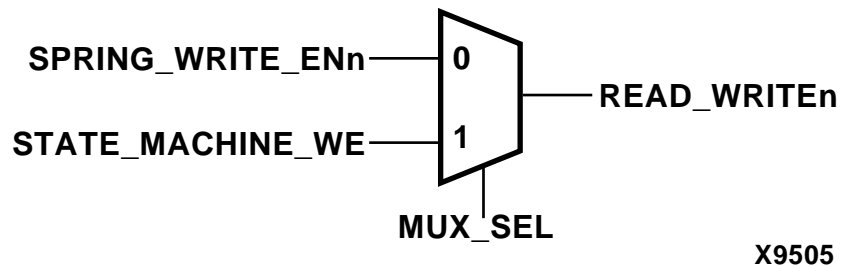 SPRING_WRITE_ENn
0
READ_WRITEn
STATE_MACHINE_WE
1
MUX_SEL
X9505